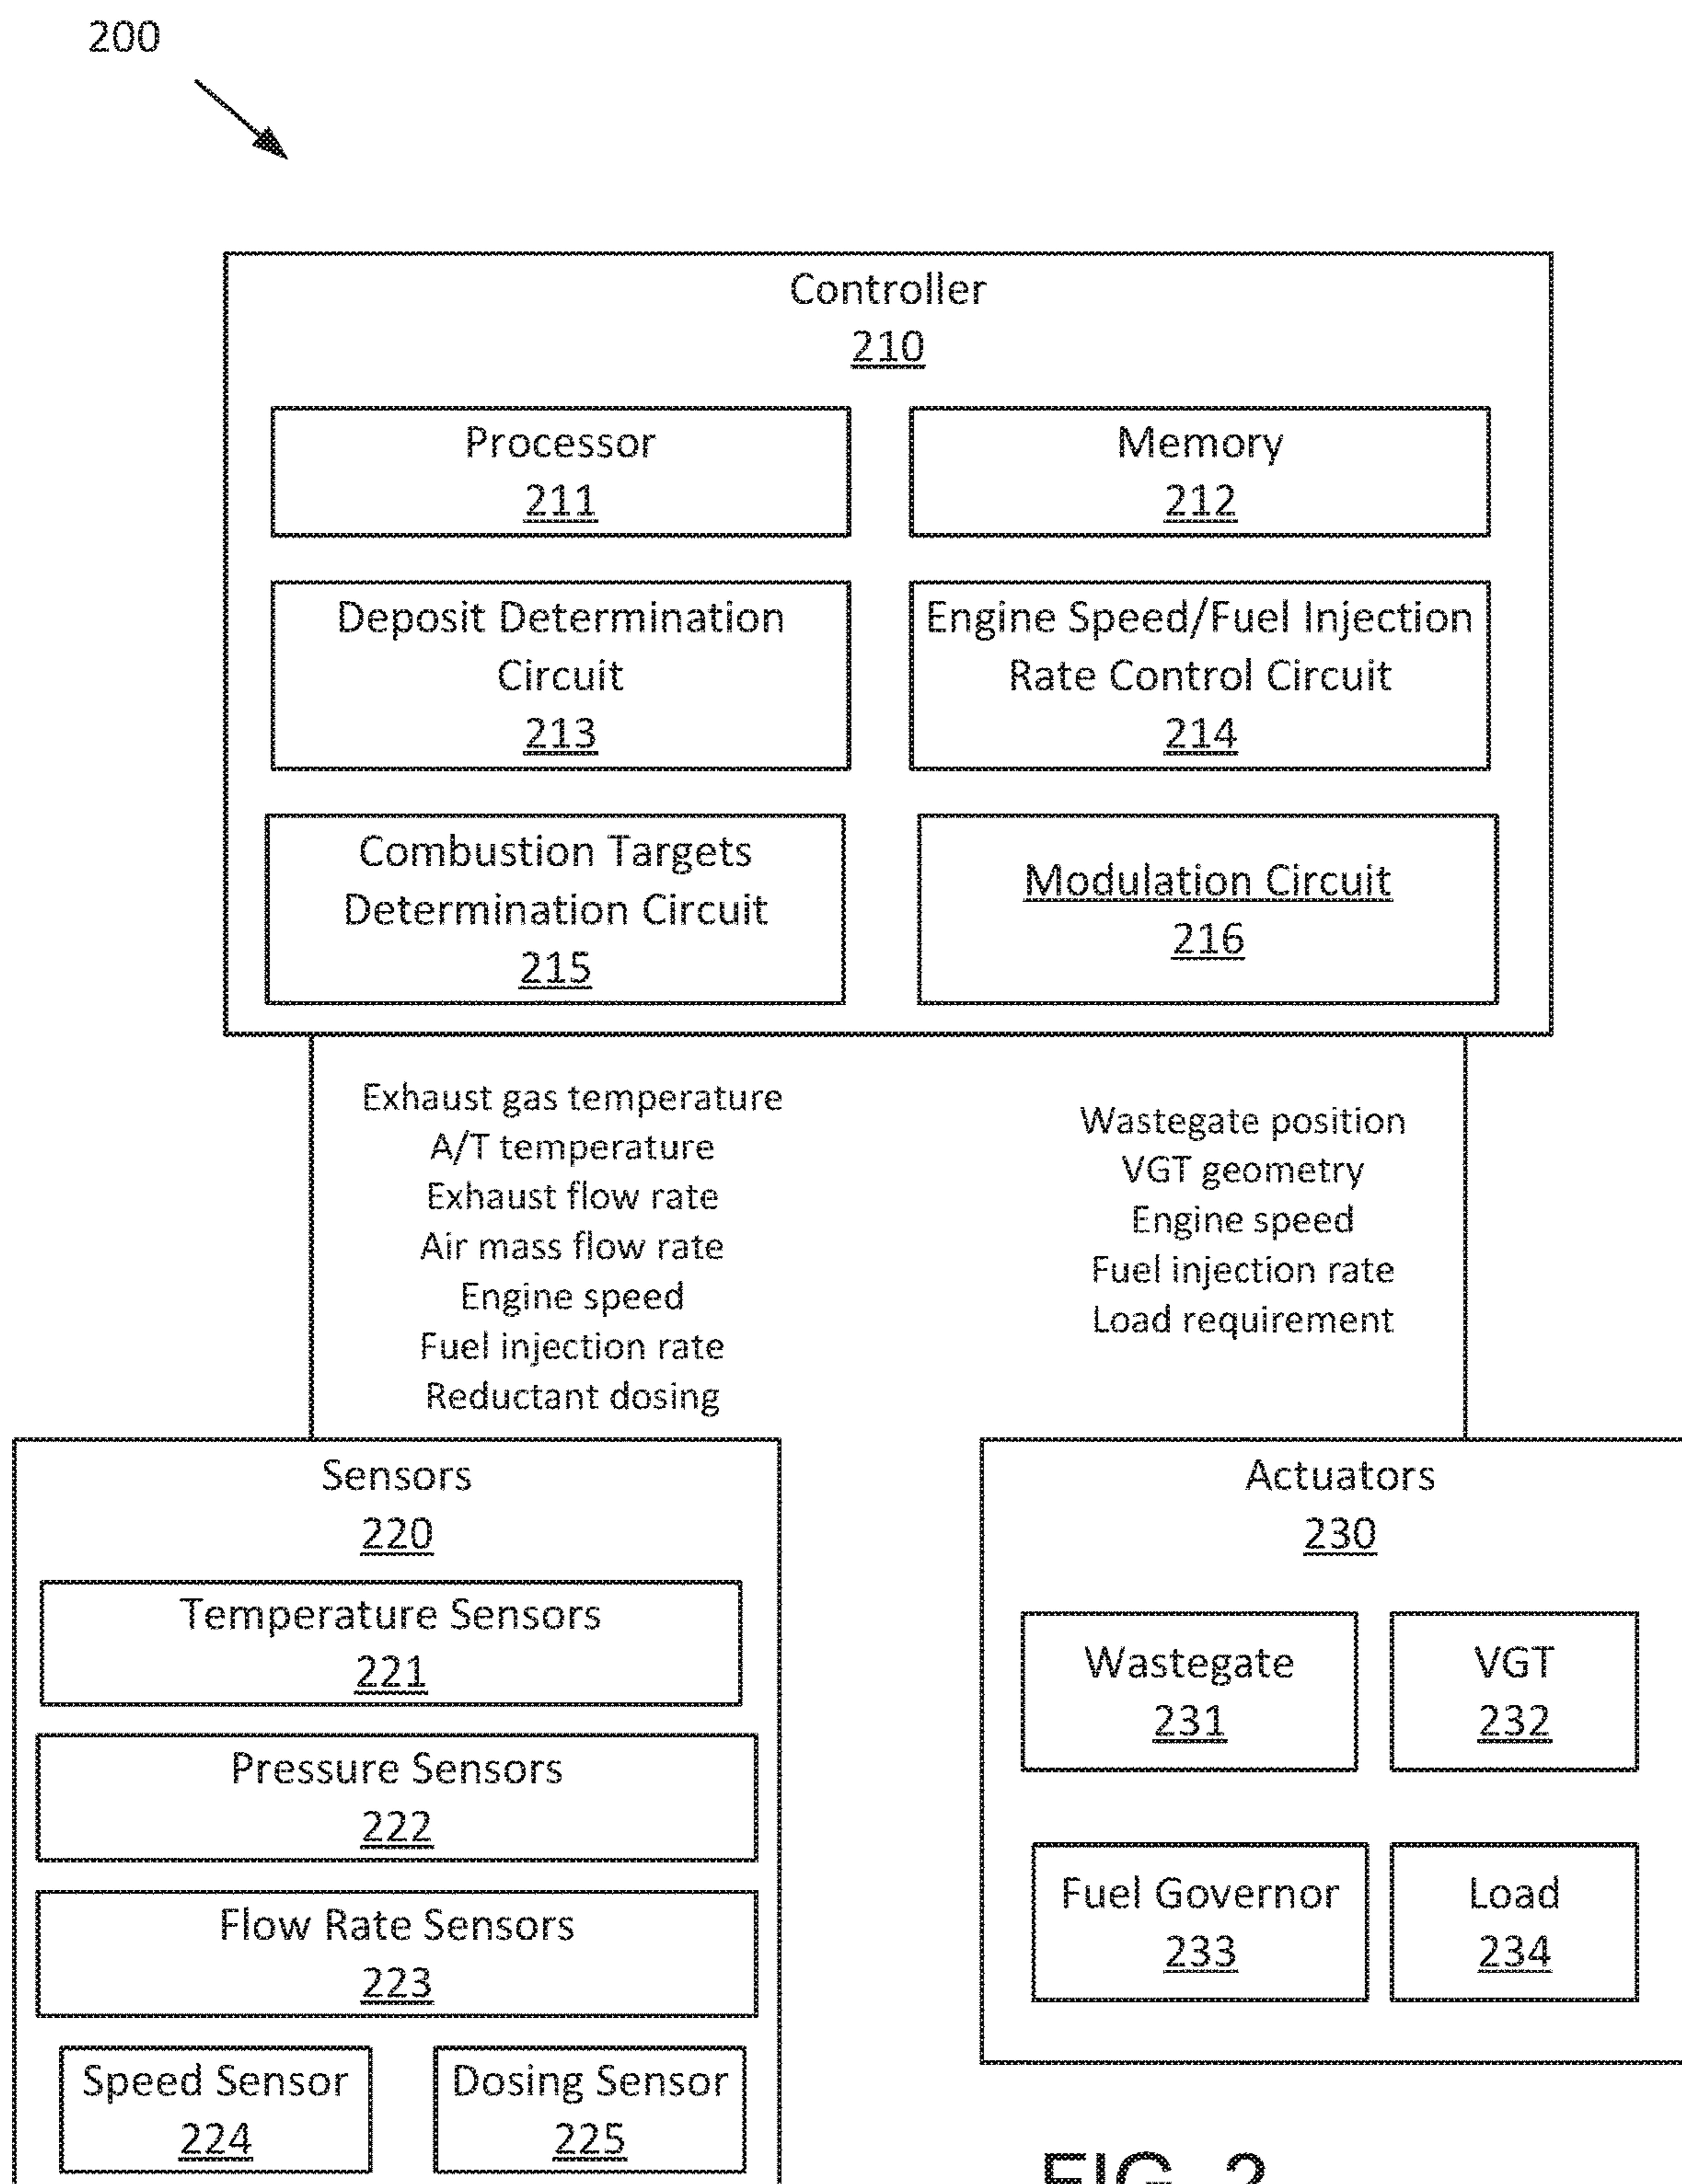 200
Controller
210
Processor
211
Memory
212
Deposit Determination
Circuit
213
Engine Speed/Fuel Injection
Rate Control Circuit
214
Combustion Targets
Determination Circuit
215
Modulation Circuit
216
Exhaust gas temperature
A/T temperature
Exhaust flow rate
Air mass flow rate
Engine speed
Fuel injection rate
Reductant dosing
Wastegate position
VGT geometry
Engine speed
Fuel injection rate
Load requirement
Sensors
220
Temperature Sensors
221
Pressure Sensors
222
Flow Rate Sensors
223
Speed Sensor
224
Dosing Sensor
225
Actuators
230
Wastegate
231
VGT
232
Fuel Governor
233
Load
234
FIG. 2